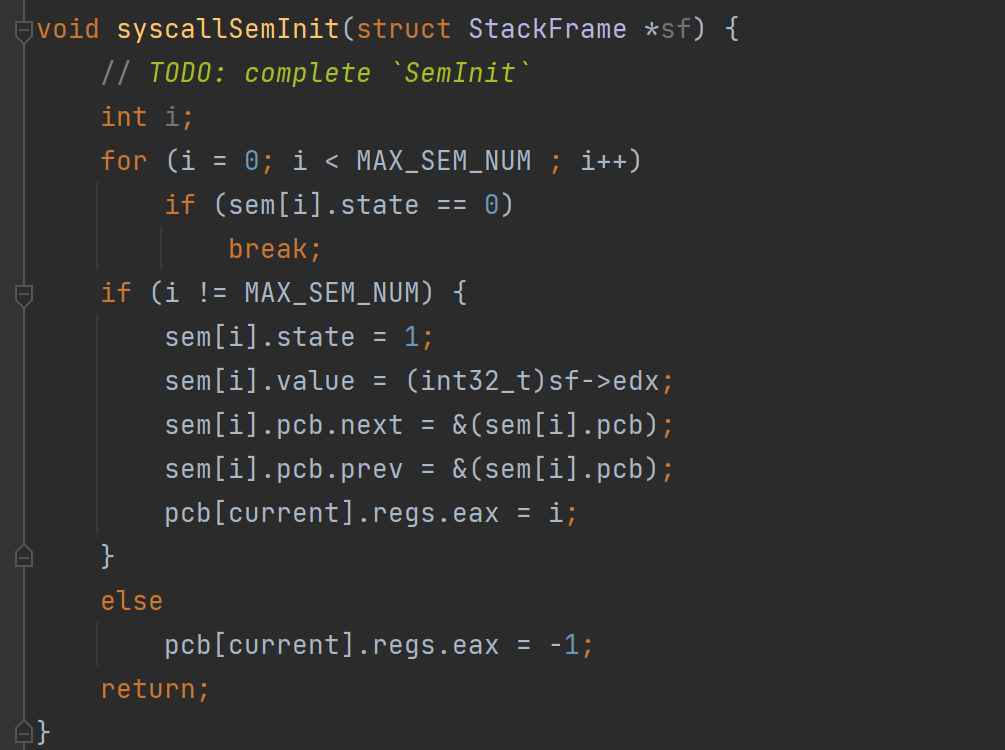 void syscallSemInit(struct StackFrame *sf) {
    // TODO: complete `SemInit`
    int i;
    for (i = 0; i < MAX_SEM_NUM ; i++)
        if (sem[i].state == 0)
            break;
    if (i != MAX_SEM_NUM) {
        sem[i].state = 1;
        sem[i].value = (int32_t)sf->edx;
        sem[i].pcb.next = &(sem[i].pcb);
        sem[i].pcb.prev = &(sem[i].pcb);
        pcb[current].regs.eax = i;
    }
    else
        pcb[current].regs.eax = -1;
    return;
}